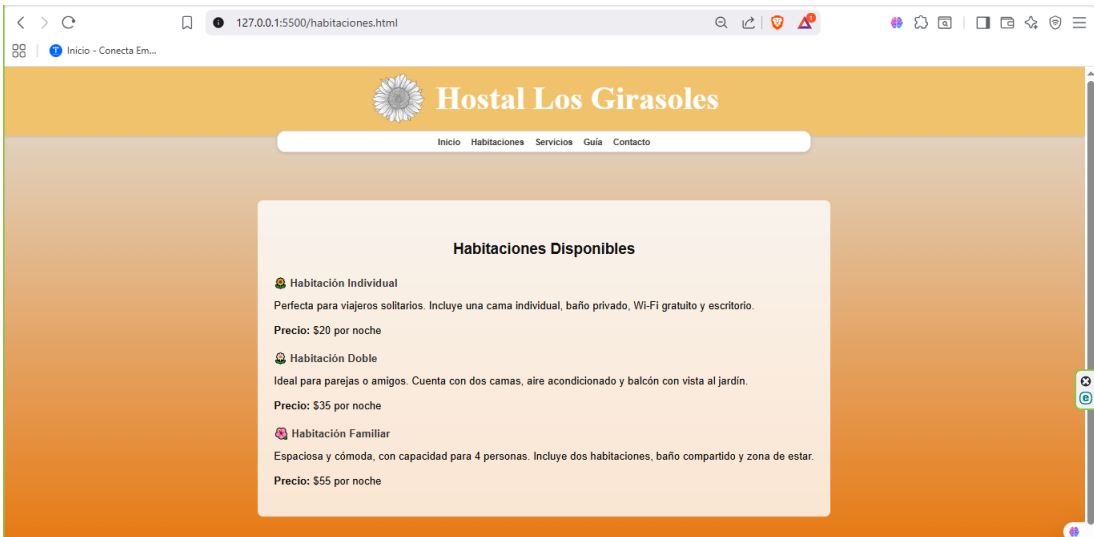 127.0.0.1:5500/habitaciones.html
Inicio - Conecta Em...
Hostal Los Girasoles
Inicio Habitaciones Servicios Guía Contacto
Habitaciones Disponibles
Habitación Individual
Perfecta para viajeros solitarios. Incluye una cama individual, baño privado, Wi-Fi gratuito y escritorio.
Precio: $20 por noche
Habitación Doble
Ideal para parejas o amigos. Cuenta con dos camas, aire acondicionado y balcón con vista al jardín.
Precio: $35 por noche
Habitación Familiar
Espaciosa y cómoda, con capacidad para 4 personas. Incluye dos habitaciones, baño compartido y zona de estar.
Precio: $55 por noche